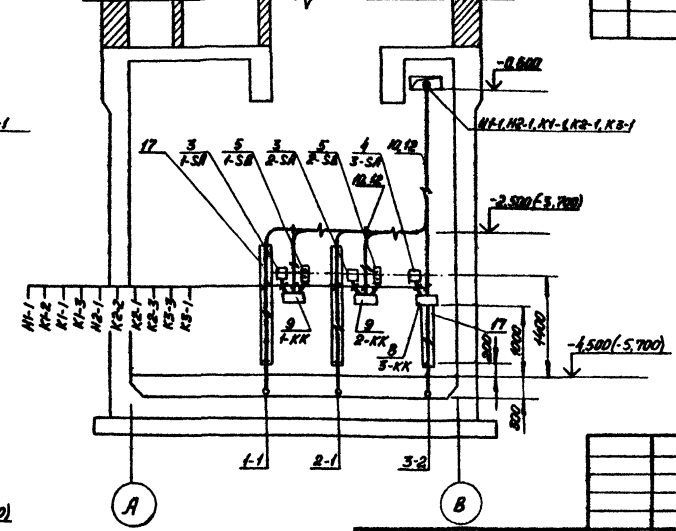 -0,600
-1
Н1-1, Н2-1, К1-1, К2-1, К3-1
17 3 5 3 5 4 10,12
1-SA 1-SB 2-SA 2-SB 3-SA
10,12
-2,500(-3,700)
Н1-1 К1-2 К1-1 К1-3 Н2-1 К2-2 К2-1 К2-3 К3-3 К3-1
9 9 17
1-КК 2-КК
8
3-КК
200 1000 1400
-4,500(-5,700)
500
1-1 2-1 3-2
А В